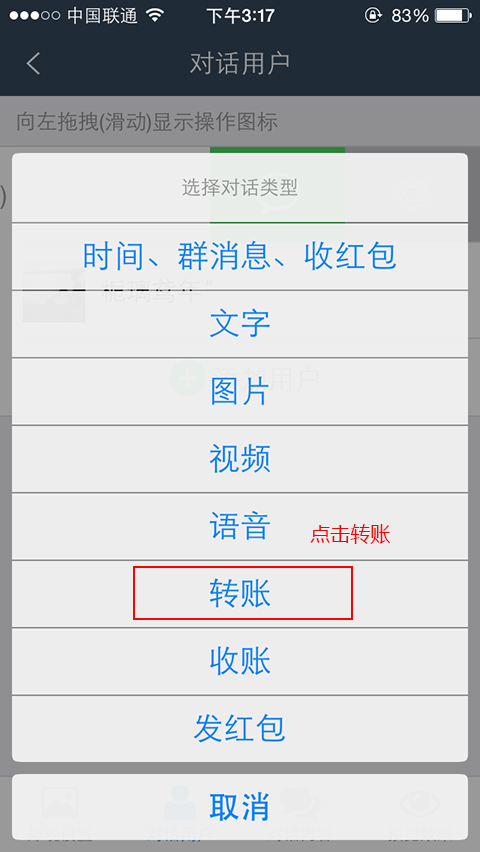 中国联通 下午3:17 83%
对话用户
向左拖拽(滑动)显示操作图标
选择对话类型
时间、群消息、收红包
文字
图片
视频
语音
点击转账
转账
收账
发红包
取消